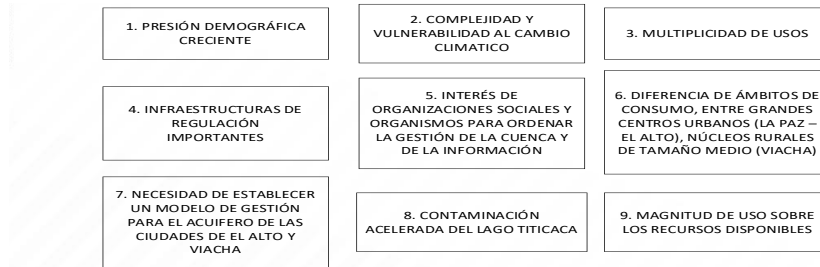 1. PRESIÓN DEMOGRÁFICA
CRECIENTE
2. COMPLEJIDAD Y
VULNERABILIDAD AL CAMBIO
CLIMATICO
3. MULTIPLICIDAD DE USOS
4. INFRAESTRUCTURAS DE
REGULACIÓN
IMPORTANTES
5. INTERÉS DE
ORGANIZACIONES SOCIALES Y
ORGANISMOS PARA ORDENAR
LA GESTIÓN DE LA CUENCA Y
DE LA INFORMACIÓN
6. DIFERENCIA DE ÁMBITOS DE
CONSUMO, ENTRE GRANDES
CENTROS URBANOS (LA PAZ –
EL ALTO), NÚCLEOS RURALES
DE TAMAÑO MEDIO (VIACHA)
7. NECESIDAD DE ESTABLECER
UN MODELO DE GESTIÓN
PARA EL ACUIFERO DE LAS
CIUDADES DE EL ALTO Y
VIACHA
8. CONTAMINACIÓN
ACELERADA DEL LAGO TITICACA
9. MAGNITUD DE USO SOBRE
LOS RECURSOS DISPONIBLES